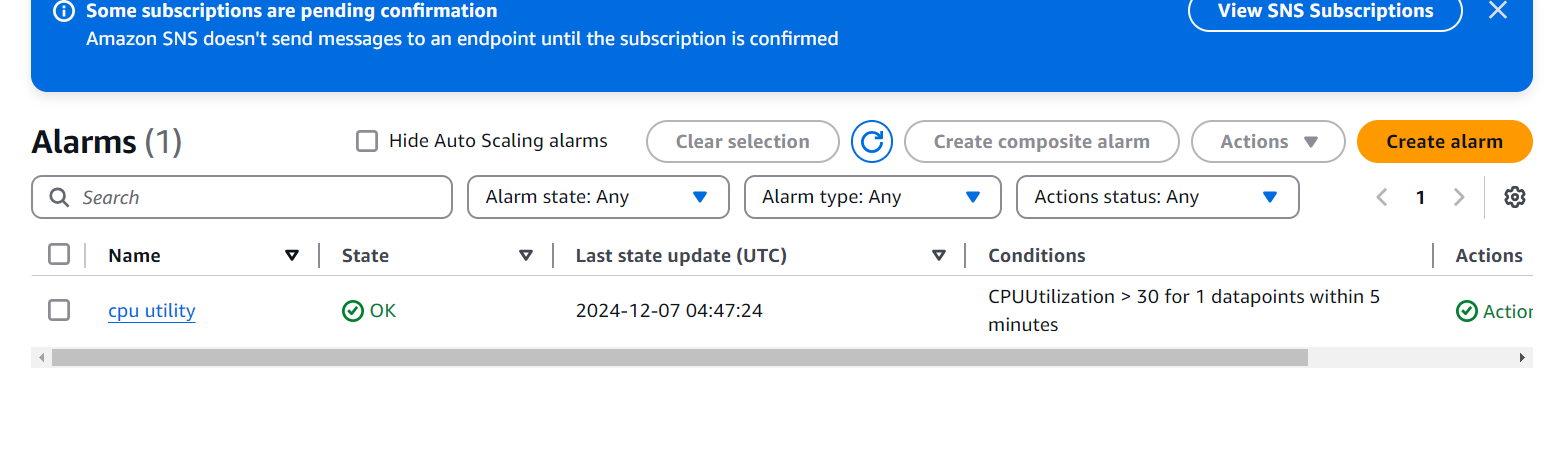 Some subscriptions are pending confirmation
View SNS Subscriptions
Amazon SNS doesn't send messages to an endpoint until the subscription is confirmed
Alarms (1)
Hide Auto Scaling alarms
Clear selection
Create composite alarm
Actions
Create alarm
Search
Alarm state: Any
Alarm type: Any
Actions status: Any
1
Name
State
Last state update (UTC)
Conditions
Actions
cpu utility
OK
2024-12-07 04:47:24
CPUUtilization > 30 for 1 datapoints within 5
minutes
Action